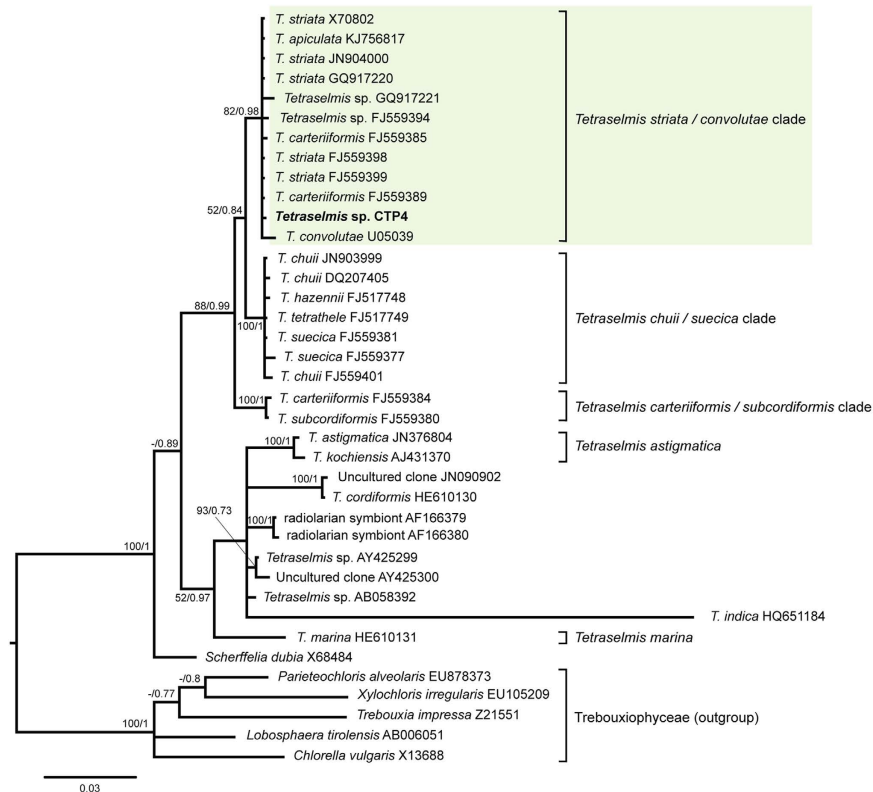 T. striata X70802
T. apiculata KJ756817
T. striata JN904000
T. striata GQ917220
Tetraselmis sp. GQ917221
82/0.98
Tetraselmis sp. FJ559394
Tetraselmis striata / convolutae clade
T. carteriiformis FJ559385
T. striata FJ559398
T. striata FJ559399
T. carteriiformis FJ559389
52/0.84
Tetraselmis sp. CTP4
T. convolutae U05039
T. chuii JN903999
T. chuii DQ207405
T. hazennii FJ517748
88/0.99
T. tetrathele FJ517749
Tetraselmis chuii / suecica clade
100/1
T. suecica FJ559381
T. suecica FJ559377
T. chuii FJ559401
T. carteriiformis FJ559384
100/1
Tetraselmis carteriiformis / subcordiformis clade
T. subcordiformis FJ559380
T. astigmatica JN376804
100/1
Tetraselmis astigmatica
-/0.89
T. kochiensis AJ431370
Uncultured clone JN090902
100/1
T. cordiformis HE610130
93/0.73
radiolarian symbiont AF166379
100/1
radiolarian symbiont AF166380
100/1
Tetraselmis sp. AY425299
Uncultured clone AY425300
52/0.97
Tetraselmis sp. AB058392
T. indica HQ651184
T. marina HE610131
Tetraselmis marina
Scherffelia dubia X68484
-/0.8
Parieteochloris alveolaris EU878373
-/0.77
Xylochloris irregularis EU105209
Trebouxia impressa Z21551
Trebouxiophyceae (outgroup)
100/1
Lobosphaera tirolensis AB006051
Chlorella vulgaris X13688
0.03